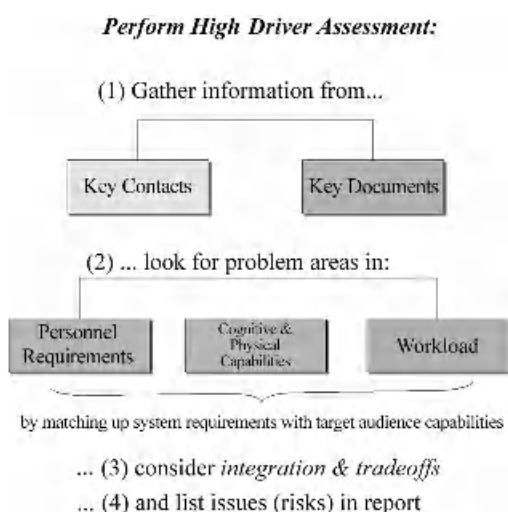 Perform High Driver Assessment:
(1) Gather information from...
Key Contacts
Key Documents
(2) ... look for problem areas in:
Personnel
Requirements
Cognitive &
Physical
Capabilities
Workload
by matching up system requirements with target audience capabilities
... (3) consider integration & tradeoffs
... (4) and list issues (risks) in report